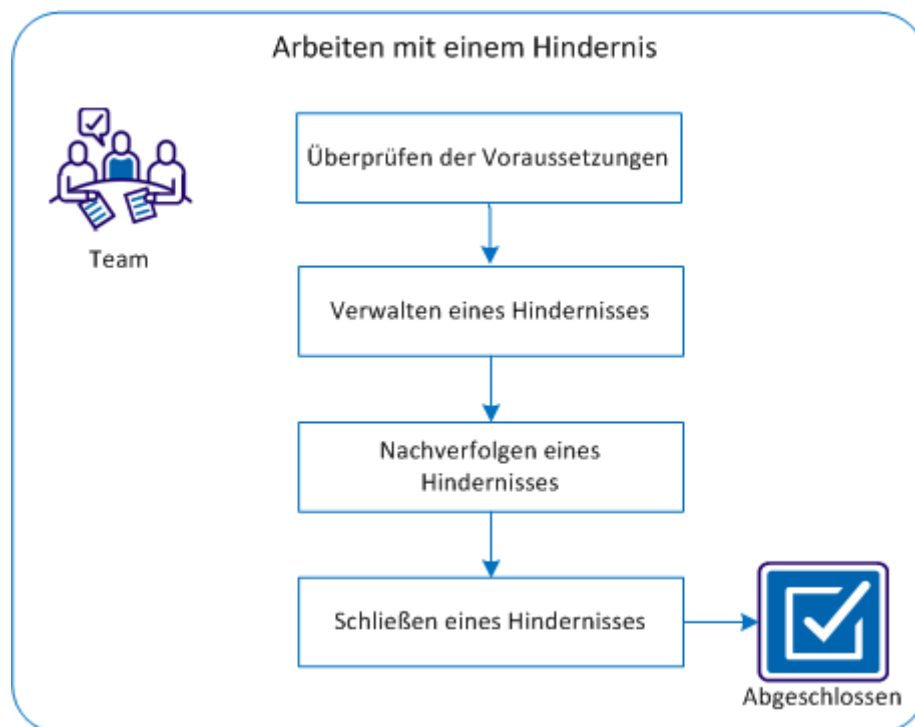 Arbeiten mit einem Hindernis
Team
Überprüfen der Voraussetzungen
Verwalten eines Hindernisses
Nachverfolgen eines
Hindernisses
Schließen eines Hindernisses
Abgeschlossen